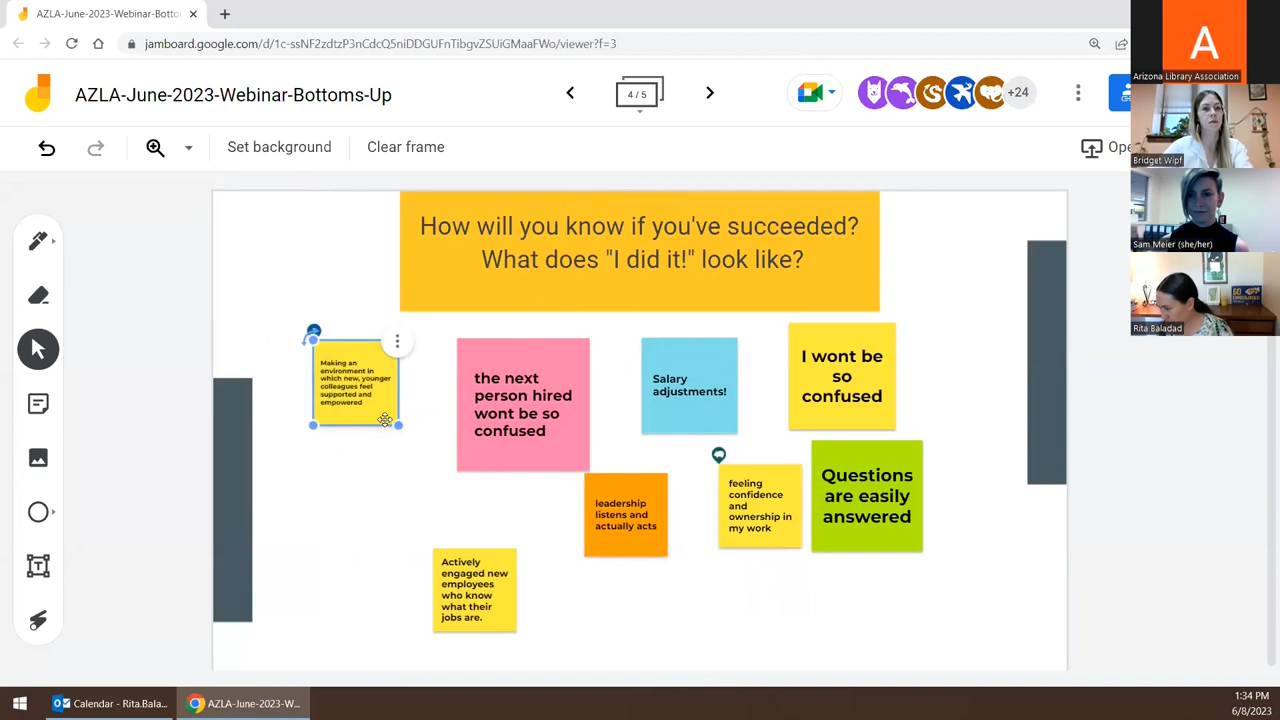 AZLA-June-2023-Webinar-Botto
jamboard.google.com/d/1c-ssNF2zdtzP3nCdcQ5niDDGUFnTibgvZSUiGMaaFWo/viewer?f=3
AZLA-June-2023-Webinar-Bottoms-Up
4 / 5
+24
Set background
Clear frame
Ope
A
Arizona Library Association
Bridget Wipf
Sam Meier (she/her)
Rita Baladad
How will you know if you've succeeded?
What does "I did it!" look like?
Making an
environment in
which new, younger
colleagues feel
supported and
empowered
the next
person hired
wont be so
confused
Salary
adjustments!
I wont be
so
confused
leadership
listens and
actually acts
feeling
confidence
and
ownership in
my work
Questions
are easily
answered
Actively
engaged new
employees
who know
what their
jobs are.
Calendar - Rita.Bala...
AZLA-June-2023-W...
1:34 PM
6/8/2023